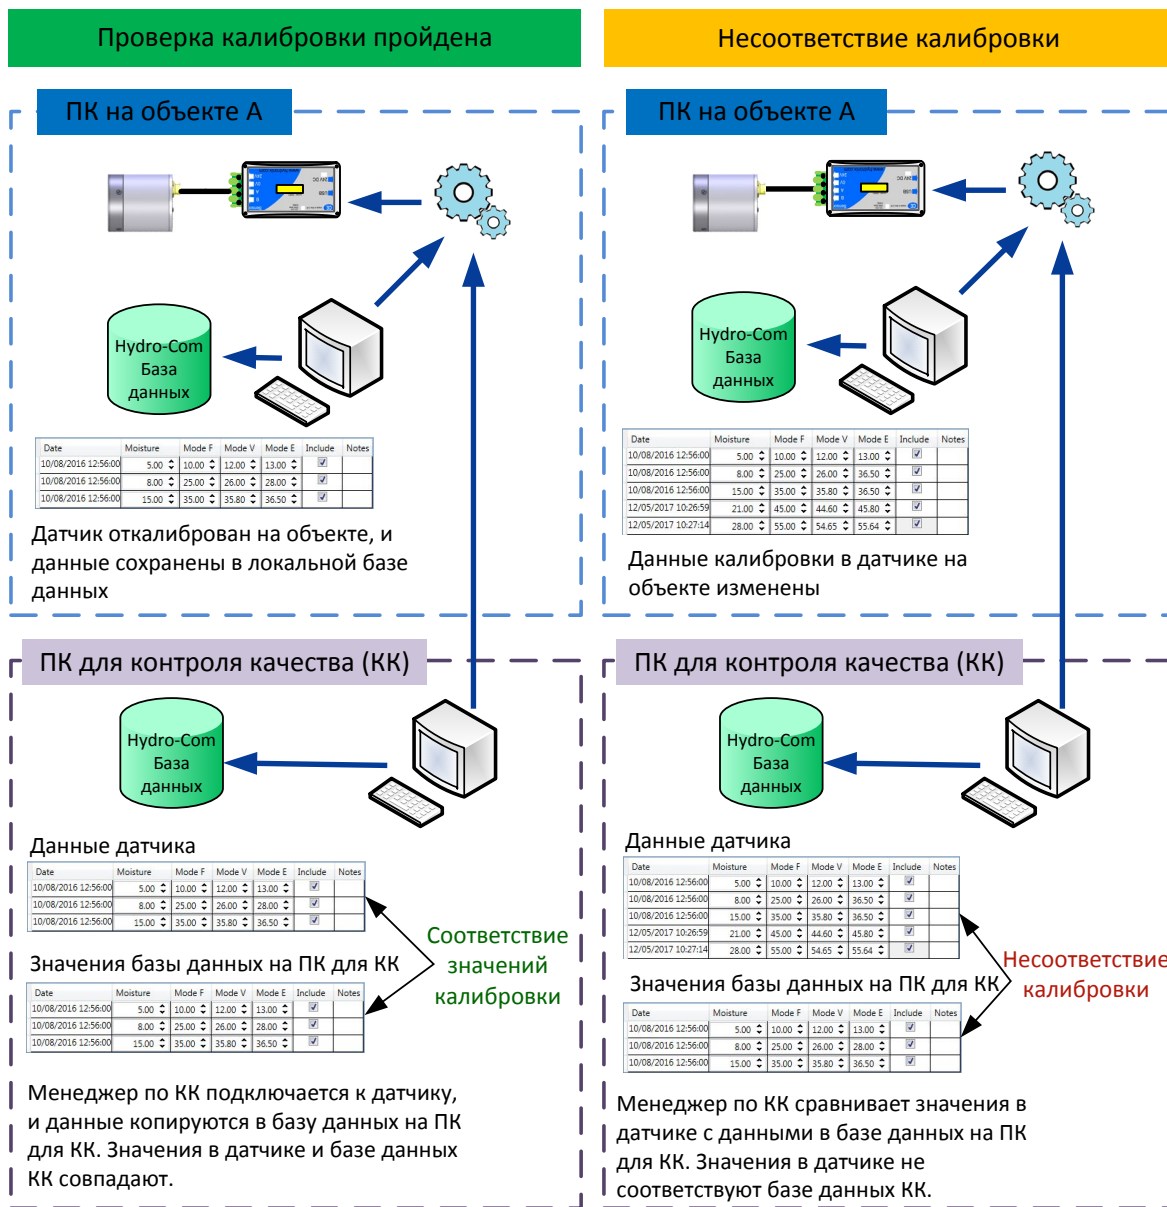 Проверка калибровки пройдена
ПК на объекте А
24V DC
USB
Hydro-Com
База
данных
Date Moisture Mode F Mode V Mode E Include Notes
10/08/2016 12:56:00 5.00 10.00 12.00 13.00
10/08/2016 12:56:00 8.00 25.00 26.00 28.00
10/08/2016 12:56:00 15.00 35.00 35.80 36.50
Датчик откалиброван на объекте, и
данные сохранены в локальной базе
данных
ПК для контроля качества (КК)
Hydro-Com
База
данных
Данные датчика
Date Moisture Mode F Mode V Mode E Include Notes
10/08/2016 12:56:00 5.00 10.00 12.00 13.00
10/08/2016 12:56:00 8.00 25.00 26.00 28.00
10/08/2016 12:56:00 15.00 35.00 35.80 36.50
Соответствие
значений
калибровки
Значения базы данных на ПК для КК
Date Moisture Mode F Mode V Mode E Include Notes
10/08/2016 12:56:00 5.00 10.00 12.00 13.00
10/08/2016 12:56:00 8.00 25.00 26.00 28.00
10/08/2016 12:56:00 15.00 35.00 35.80 36.50
Менеджер по КК подключается к датчику,
и данные копируются в базу данных на ПК
для КК. Значения в датчике и базе данных
КК совпадают.
Несоответствие калибровки
ПК на объекте А
24V DC
USB
Hydro-Com
База
данных
Date Moisture Mode F Mode V Mode E Include Notes
10/08/2016 12:56:00 5.00 10.00 12.00 13.00
10/08/2016 12:56:00 8.00 25.00 26.00 36.50
10/08/2016 12:56:00 15.00 35.00 35.80 36.50
12/05/2017 10:26:59 21.00 45.00 44.60 45.80
12/05/2017 10:27:14 28.00 55.00 54.65 55.64
Данные калибровки в датчике на
объекте изменены
ПК для контроля качества (КК)
Hydro-Com
База
данных
Данные датчика
Date Moisture Mode F Mode V Mode E Include Notes
10/08/2016 12:56:00 5.00 10.00 12.00 13.00
10/08/2016 12:56:00 8.00 25.00 26.00 36.50
10/08/2016 12:56:00 15.00 35.00 35.80 36.50
12/05/2017 10:26:59 21.00 45.00 44.60 45.80
12/05/2017 10:27:14 28.00 55.00 54.65 55.64
Несоответствие
калибровки
Значения базы данных на ПК для КК
Date Moisture Mode F Mode V Mode E Include Notes
10/08/2016 12:56:00 5.00 10.00 12.00 13.00
10/08/2016 12:56:00 8.00 25.00 26.00 28.00
10/08/2016 12:56:00 15.00 35.00 35.80 36.50
Менеджер по КК сравнивает значения в
датчике с данными в базе данных на ПК
для КК. Значения в датчике не
соответствуют базе данных КК.